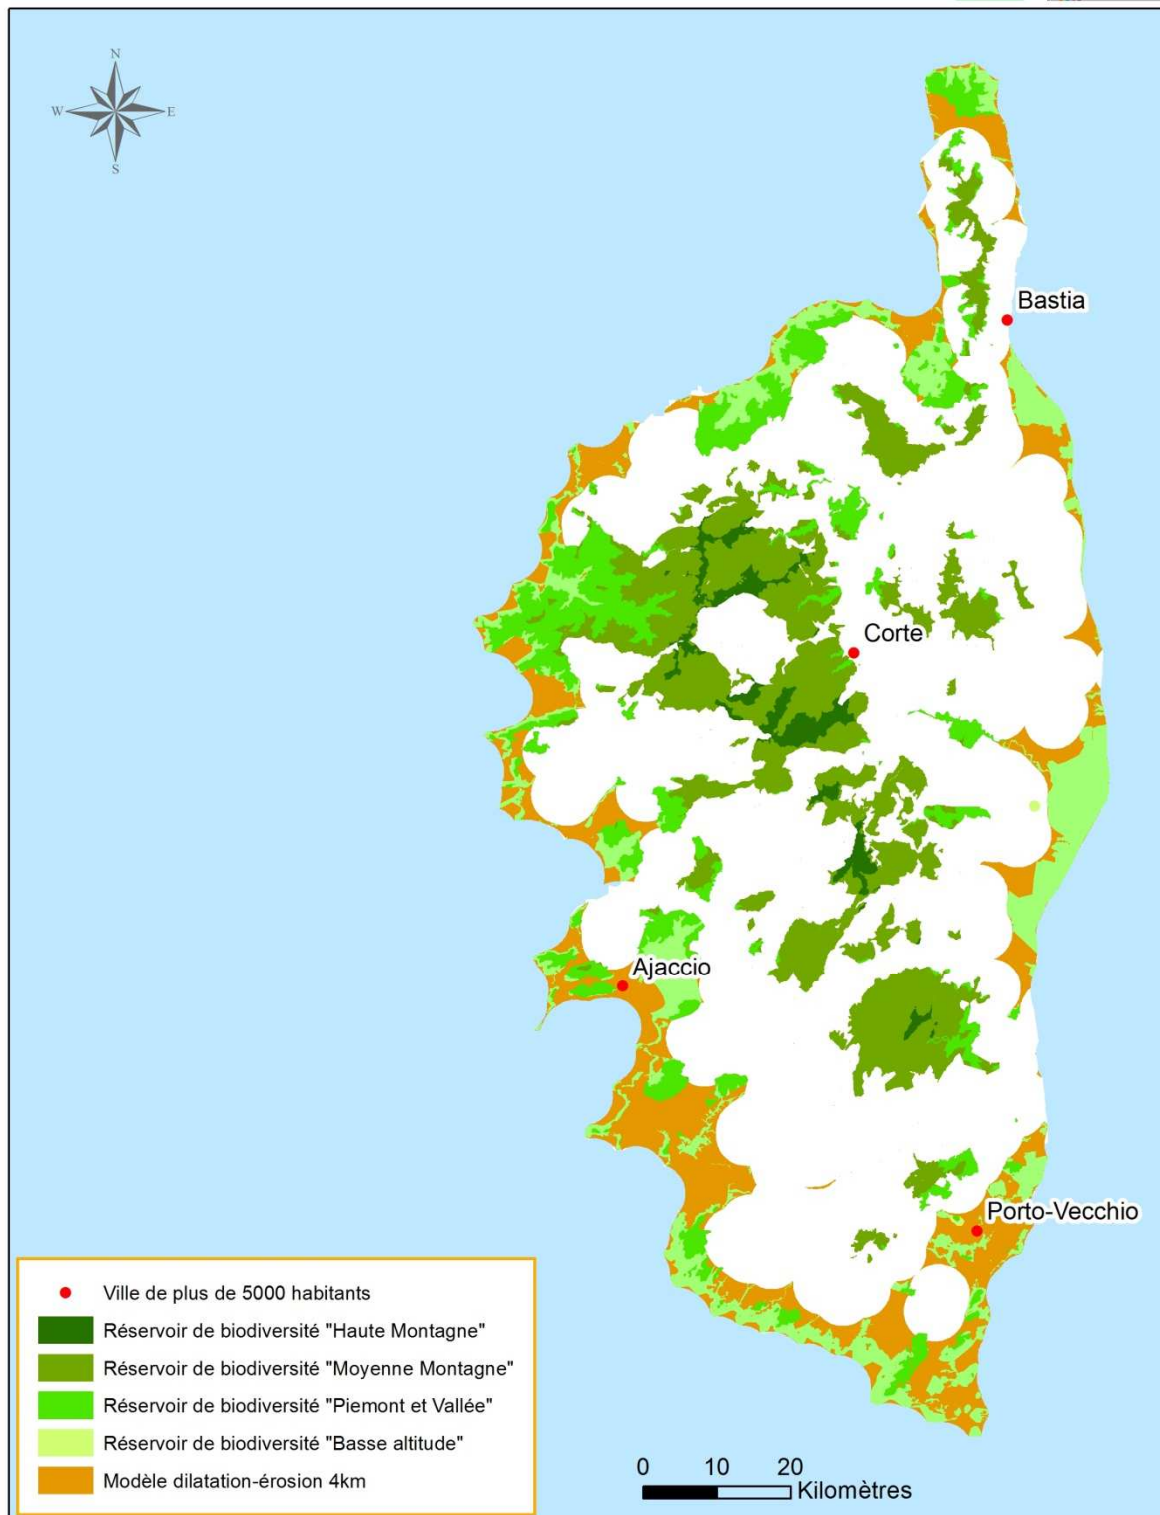 N
W E
S
Bastia
Corte
Ajaccio
Porto-Vecchio
Ville de plus de 5000 habitants
Réservoir de biodiversité "Haute Montagne"
Réservoir de biodiversité "Moyenne Montagne"
Réservoir de biodiversité "Piemont et Vallée"
Réservoir de biodiversité "Basse altitude"
Modèle dilatation-érosion 4km
0 10 20
Kilomètres